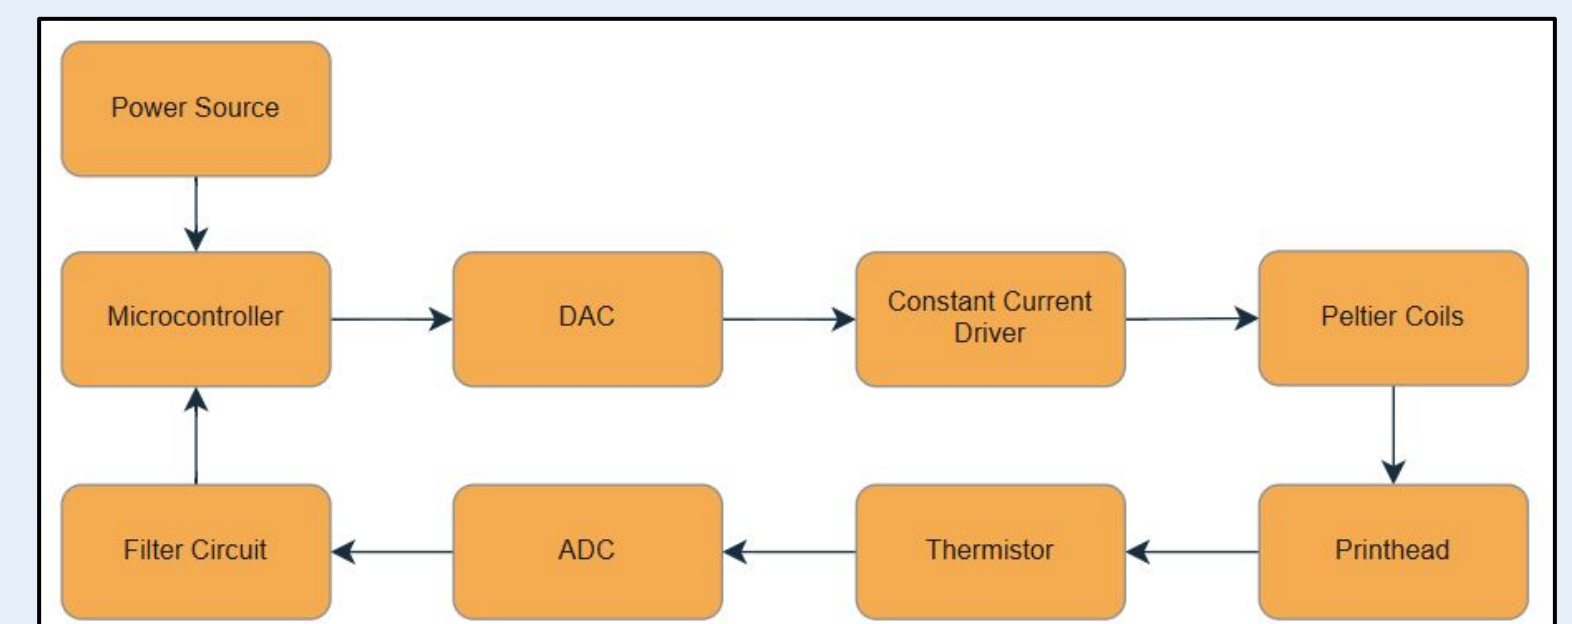 Power Source
Microcontroller
DAC
Constant Current
Driver
Peltier Coils
Filter Circuit
ADC
Thermistor
Printhead